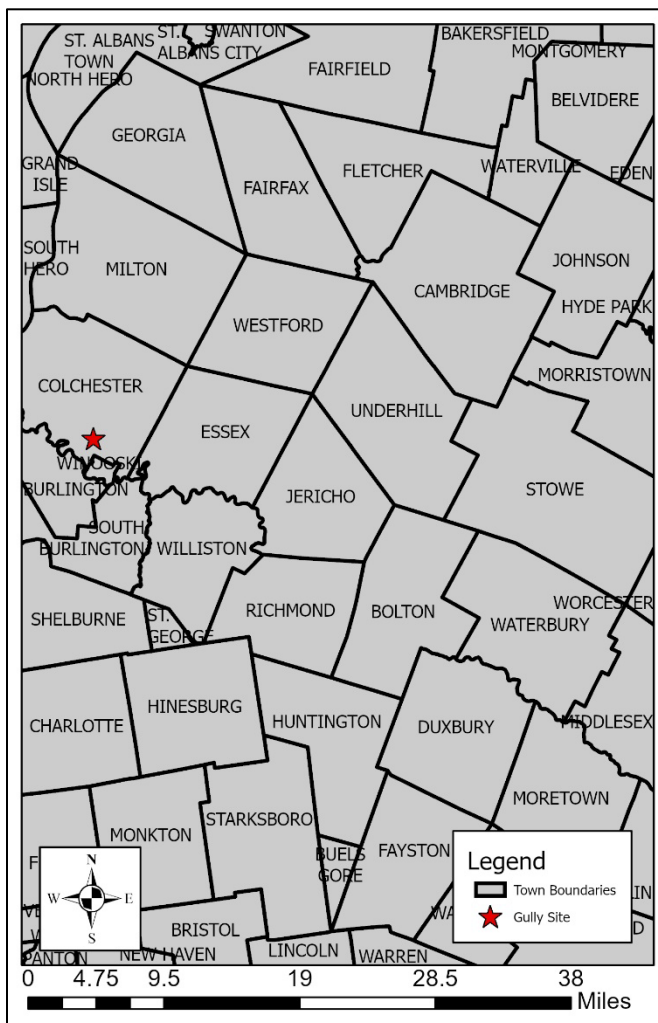 ST. ALBANS
TOWN
ST.
ALBANS CITY
SWANTON
BAKERSFIELD
MONTGOMERY
NORTH HERO
FAIRFIELD
BELVIDERE
GEORGIA
GRAND
ISLE
FAIRFAX
FLETCHER
WATERVILLE
EDEN
SOUTH
HERO
MILTON
CAMBRIDGE
JOHNSON
HYDE PARK
WESTFORD
MORRISTOWN
COLCHESTER
ESSEX
UNDERHILL
WINOOSKI
BURLINGTON
JERICHO
STOWE
SOUTH
BURLINGTON
WILLISTON
SHELBURNE
ST.
GEORGE
RICHMOND
BOLTON
WORCESTER
WATERBURY
CHARLOTTE
HINESBURG
HUNTINGTON
DUXBURY
MIDDLESEX
MONKTON
STARKSBORO
BUELS
GORE
FAYSTON
MORETOWN
Legend
Town Boundaries
Gully Site
N
W E
S
BRISTOL
PANTON
NEW HAVEN
LINCOLN
WARREN
0 4.75 9.5 19 28.5 38
Miles